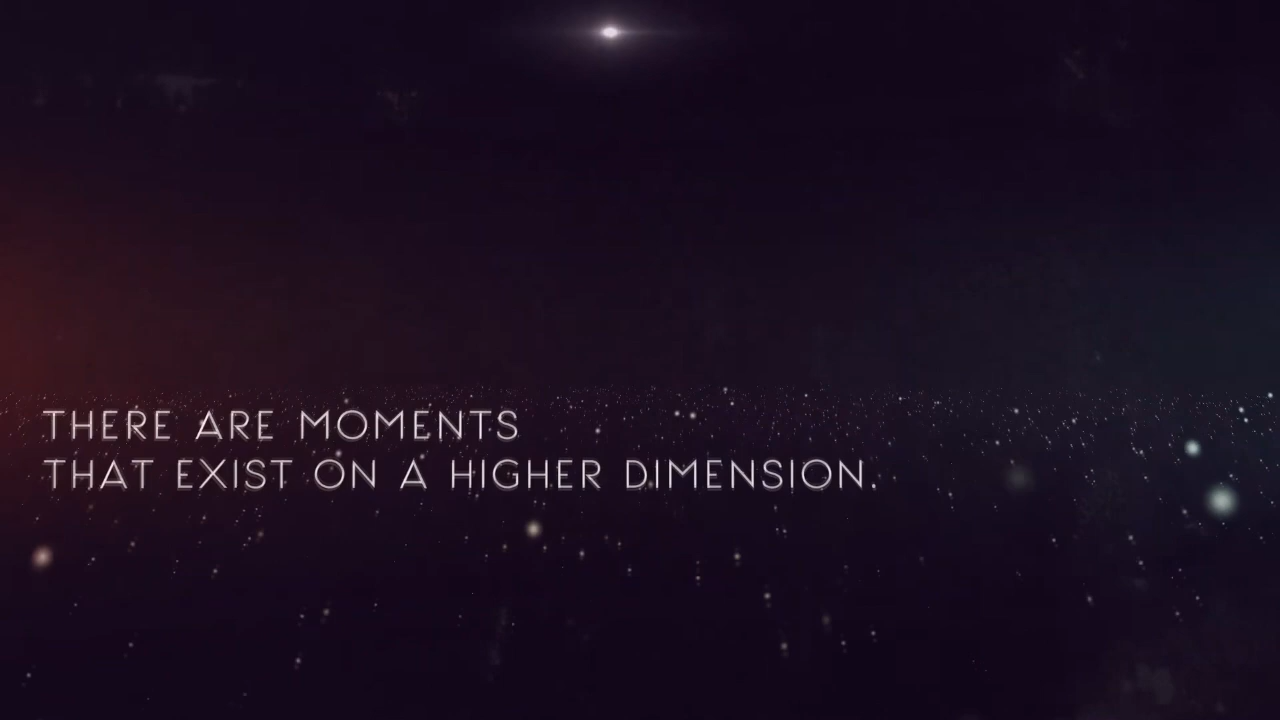 THERE ARE MOMENTS
THAT EXIST ON A HIGHER DIMENSION.